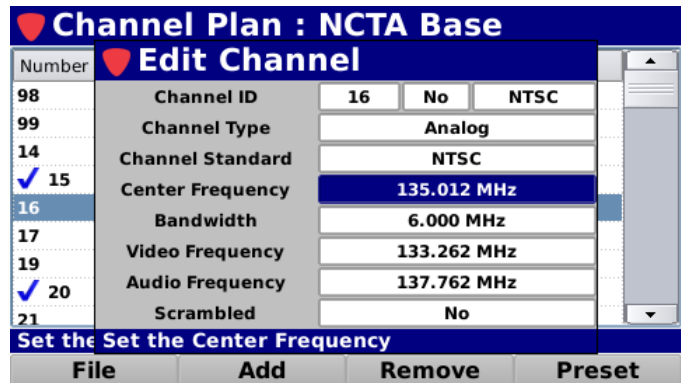 Channel Plan : NCTA Base
Edit Channel
Number
98
99
14
15
16
17
19
20
21
Channel ID 16 No NTSC
Channel Type Analog
Channel Standard NTSC
Center Frequency 135.012 MHz
Bandwidth 6.000 MHz
Video Frequency 133.262 MHz
Audio Frequency 137.762 MHz
Scrambled No
Set the Set the Center Frequency
File Add Remove Preset